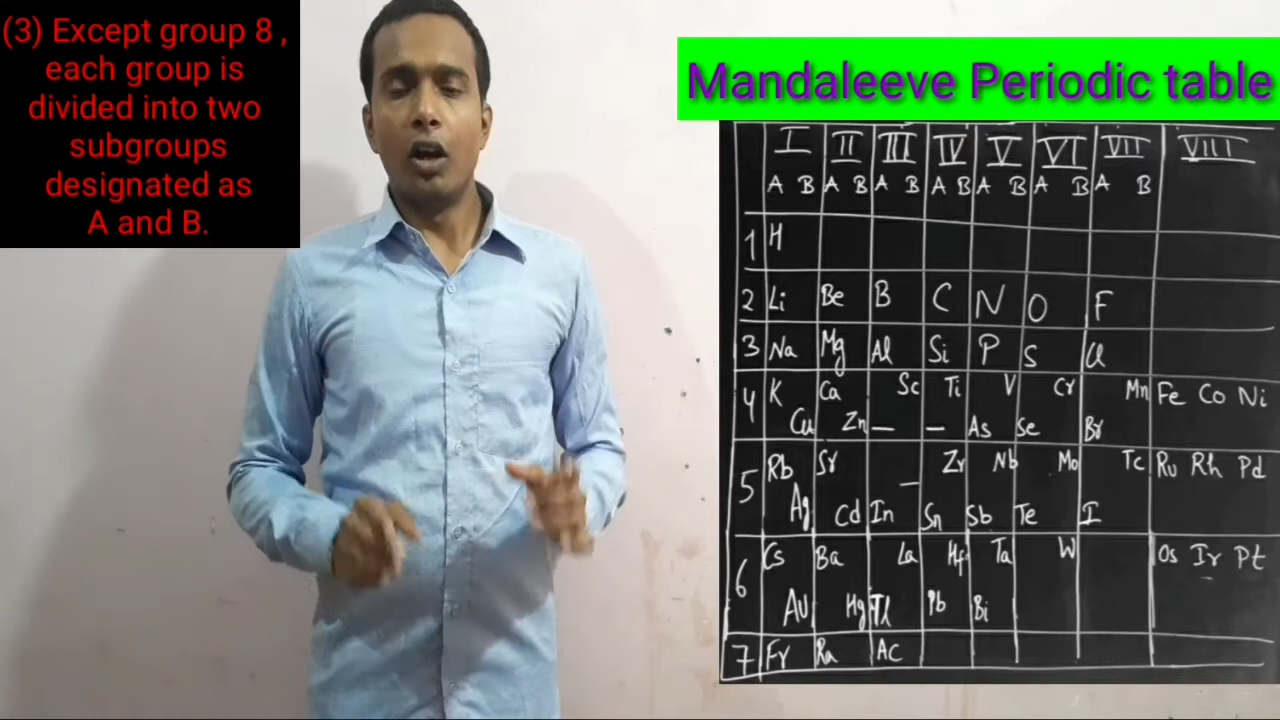 (3) Except group 8 ,
each group is
divided into two
subgroups
designated as
A and B.
Mandaleeve Periodic table
I II III IV V VI VII VIII
A B A B A B A B A B A B A B
1 H
2 Li Be B C N O F
3 Na Mg Al Si P S Cl
4 K Ca Sc Ti V Cr Mn Fe Co Ni
Cu Zn — — As Se Br
5 Rb Sr — Zr Nb Mo Tc Ru Rh Pd
Ag Cd In Sn Sb Te I
6 Cs Ba La Hf Ta W Os Ir Pt
Au Hg Tl Pb Bi
7 Fr Ra AC